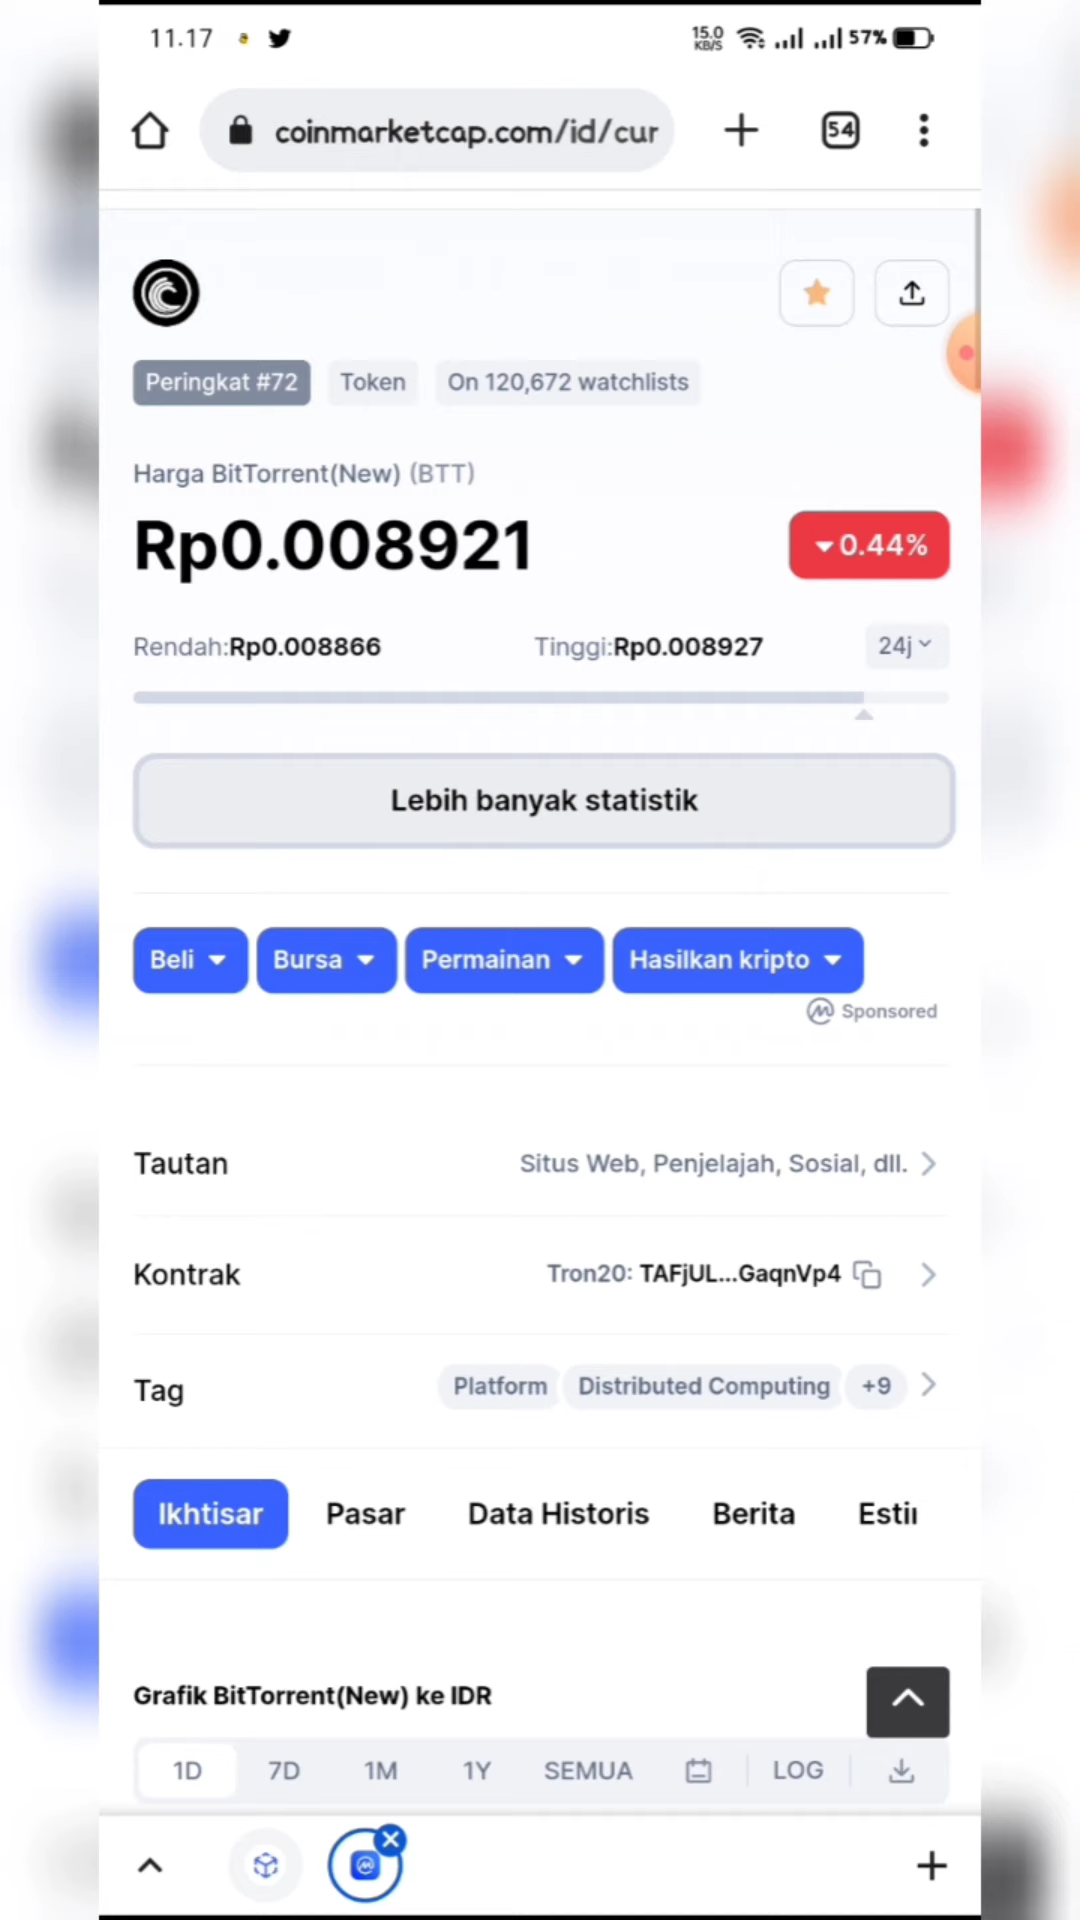 11.17 15.0 KB/S 57%
coinmarketcap.com/id/cur 54
Peringkat #72 Token On 120,672 watchlists
Harga BitTorrent(New) (BTT)
Rp0.008921 0.44%
Rendah:Rp0.008866 Tinggi:Rp0.008927 24j
Lebih banyak statistik
Beli Bursa Permainan Hasilkan kripto
Sponsored
Tautan Situs Web, Penjelajah, Sosial, dll.
Kontrak Tron20: TAFjUL...GaqnVp4
Tag Platform Distributed Computing +9
Ikhtisar Pasar Data Historis Berita
Grafik BitTorrent(New) ke IDR
1D 7D 1M 1Y SEMUA LOG